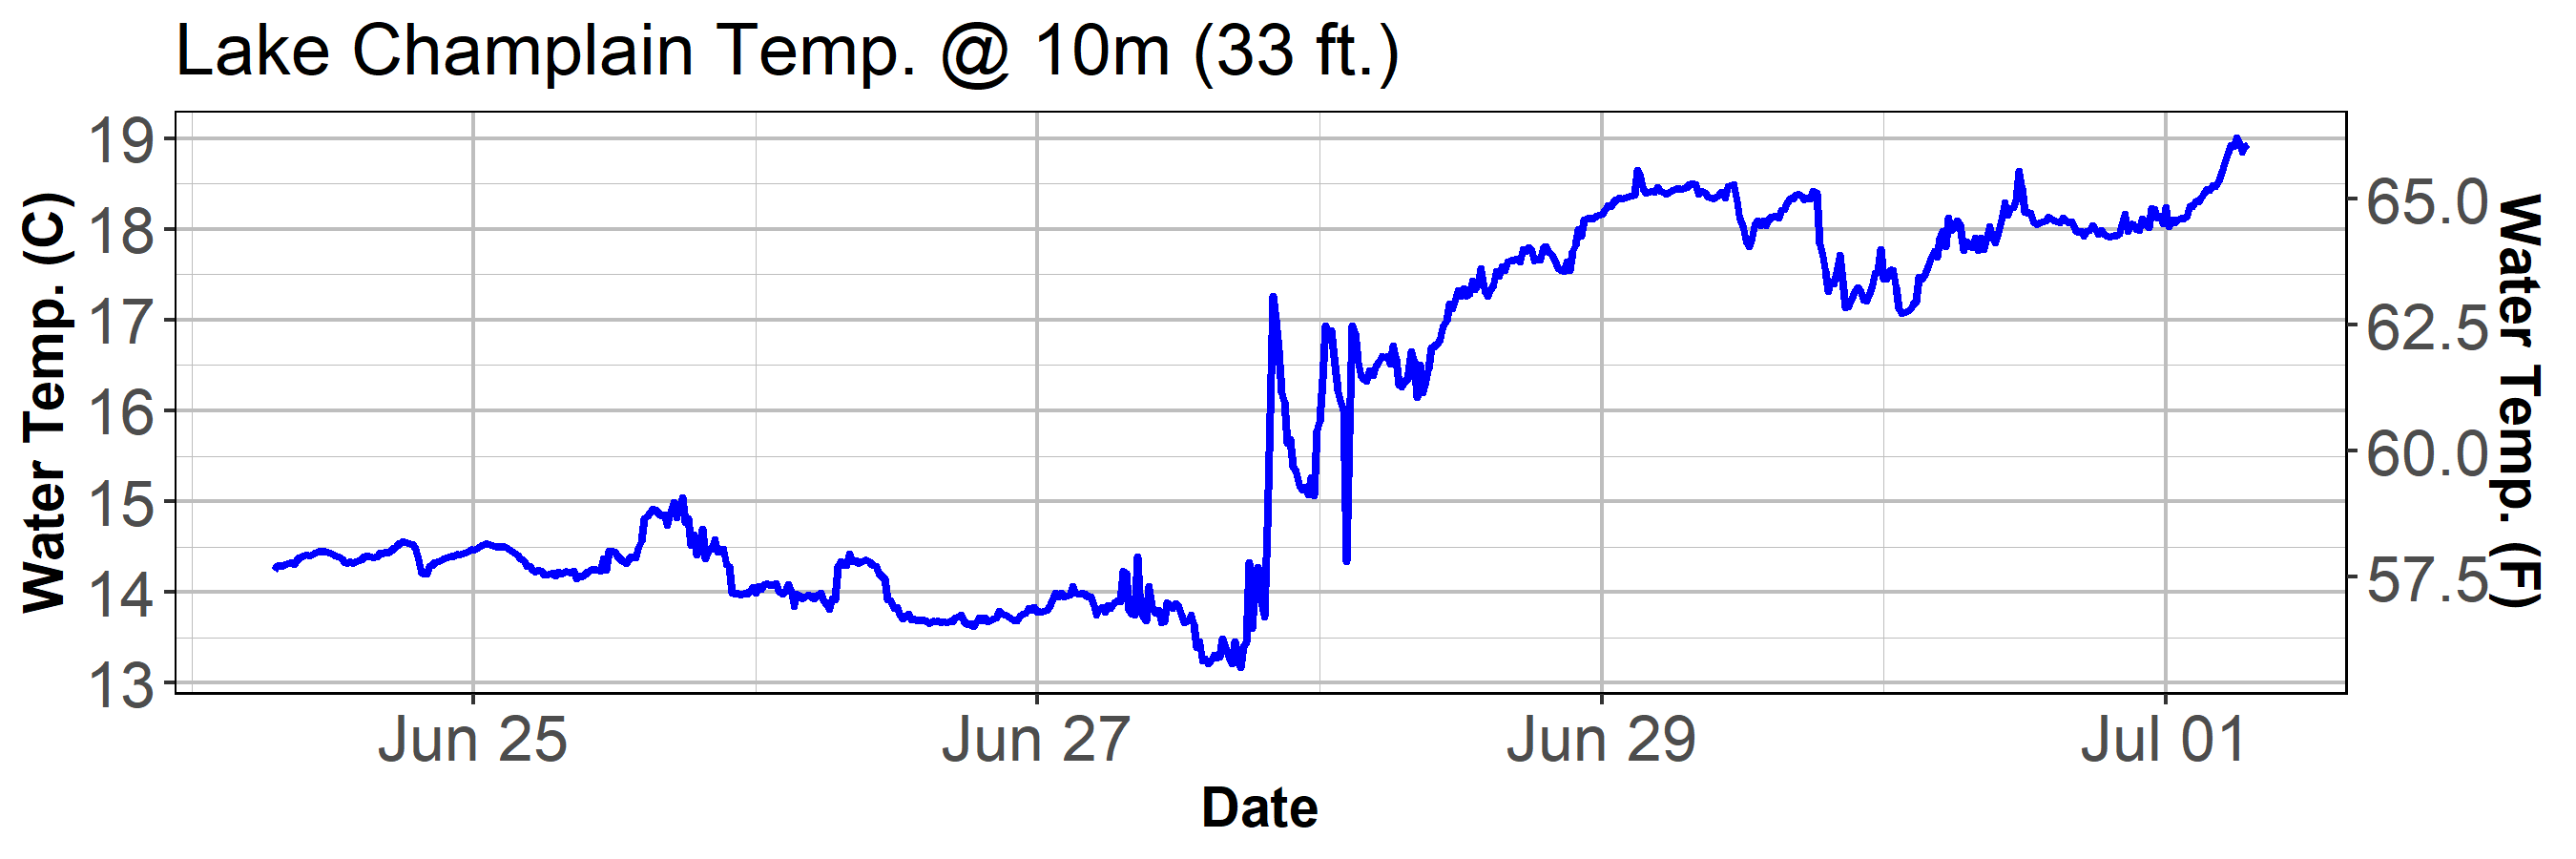 Lake Champlain Temp. @ 10m (33 ft.)
Water Temp. (C)
19
18
17
16
15
14
13
65.0
62.5
60.0
57.5
Water Temp. (F)
Jun 25 Jun 27 Jun 29 Jul 01
Date